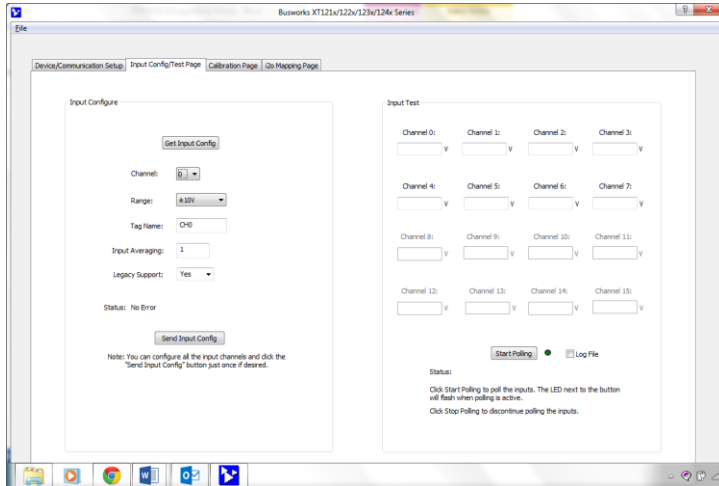 Busworks XT121x/122x/123x/124x Series
File
Device/Communication Setup Input Config/Test Page Calibration Page i2o Mapping Page
Input Configure
Get Input Config
Channel: 0
Range: ±10V
Tag Name: CH0
Input Averaging: 1
Legacy Support: Yes
Status: No Error
Send Input Config
Note: You can configure all the input channels and click the
"Send Input Config" button just once if desired.
Input Test
Channel 0: Channel 1: Channel 2: Channel 3:
V V V V
Channel 4: Channel 5: Channel 6: Channel 7:
V V V V
Channel 8: Channel 9: Channel 10: Channel 11:
V V V V
Channel 12: Channel 13: Channel 14: Channel 15:
V V V V
Start Polling Log File
Status:
Click Start Polling to poll the inputs. The LED next to the button
will flash when polling is active.
Click Stop Polling to discontinue polling the inputs.